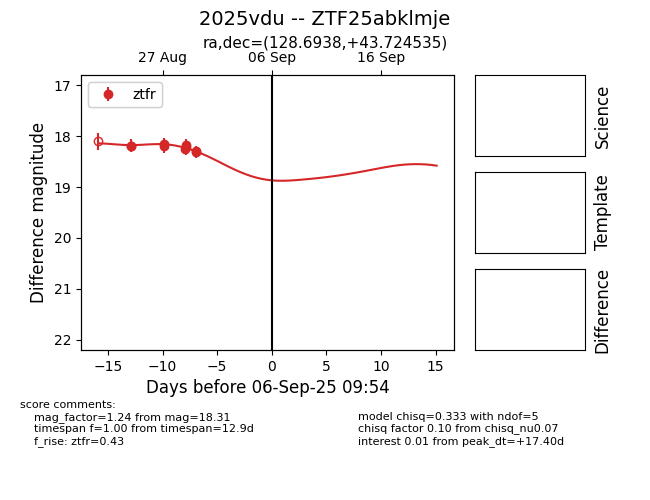 2025vdu -- ZTF25abklmje
ra,dec=(128.6938,+43.724535)
27 Aug 06 Sep 16 Sep
ztfr
17
18
19
20
21
22
Difference magnitude
−15 −10 −5 0 5 10 15
Days before 06-Sep-25 09:54
Science
Template
Difference
score comments:
mag_factor=1.24 from mag=18.31
timespan f=1.00 from timespan=12.9d
f_rise: ztfr=0.43
model chisq=0.333 with ndof=5
chisq factor 0.10 from chisq_nu0.07
interest 0.01 from peak_dt=+17.40d